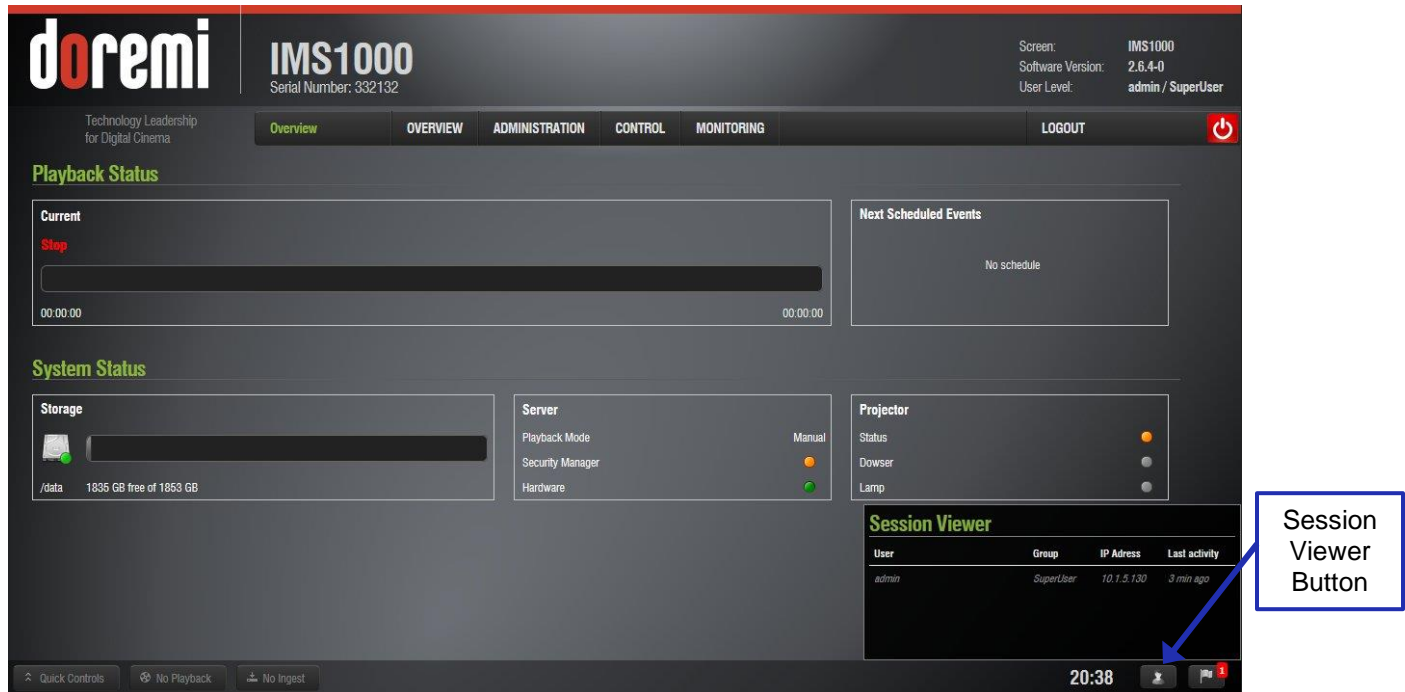 doremi
IMS1000
Serial Number: 332132
Screen: IMS1000
Software Version: 2.6.4-0
User Level: admin / SuperUser
Technology Leadership
for Digital Cinema
Overview OVERVIEW ADMINISTRATION CONTROL MONITORING LOGOUT
Playback Status
Current
Stop
00:00:00 00:00:00
Next Scheduled Events
No schedule
System Status
Storage
/data 1835 GB free of 1853 GB
Server
Playback Mode Manual
Security Manager
Hardware
Projector
Status
Dowser
Lamp
Session Viewer
User Group IP Adress Last activity
admin SuperUser 10.1.5.130 3 min ago
Session
Viewer
Button
Quick Controls No Playback No Ingest 20:38 1